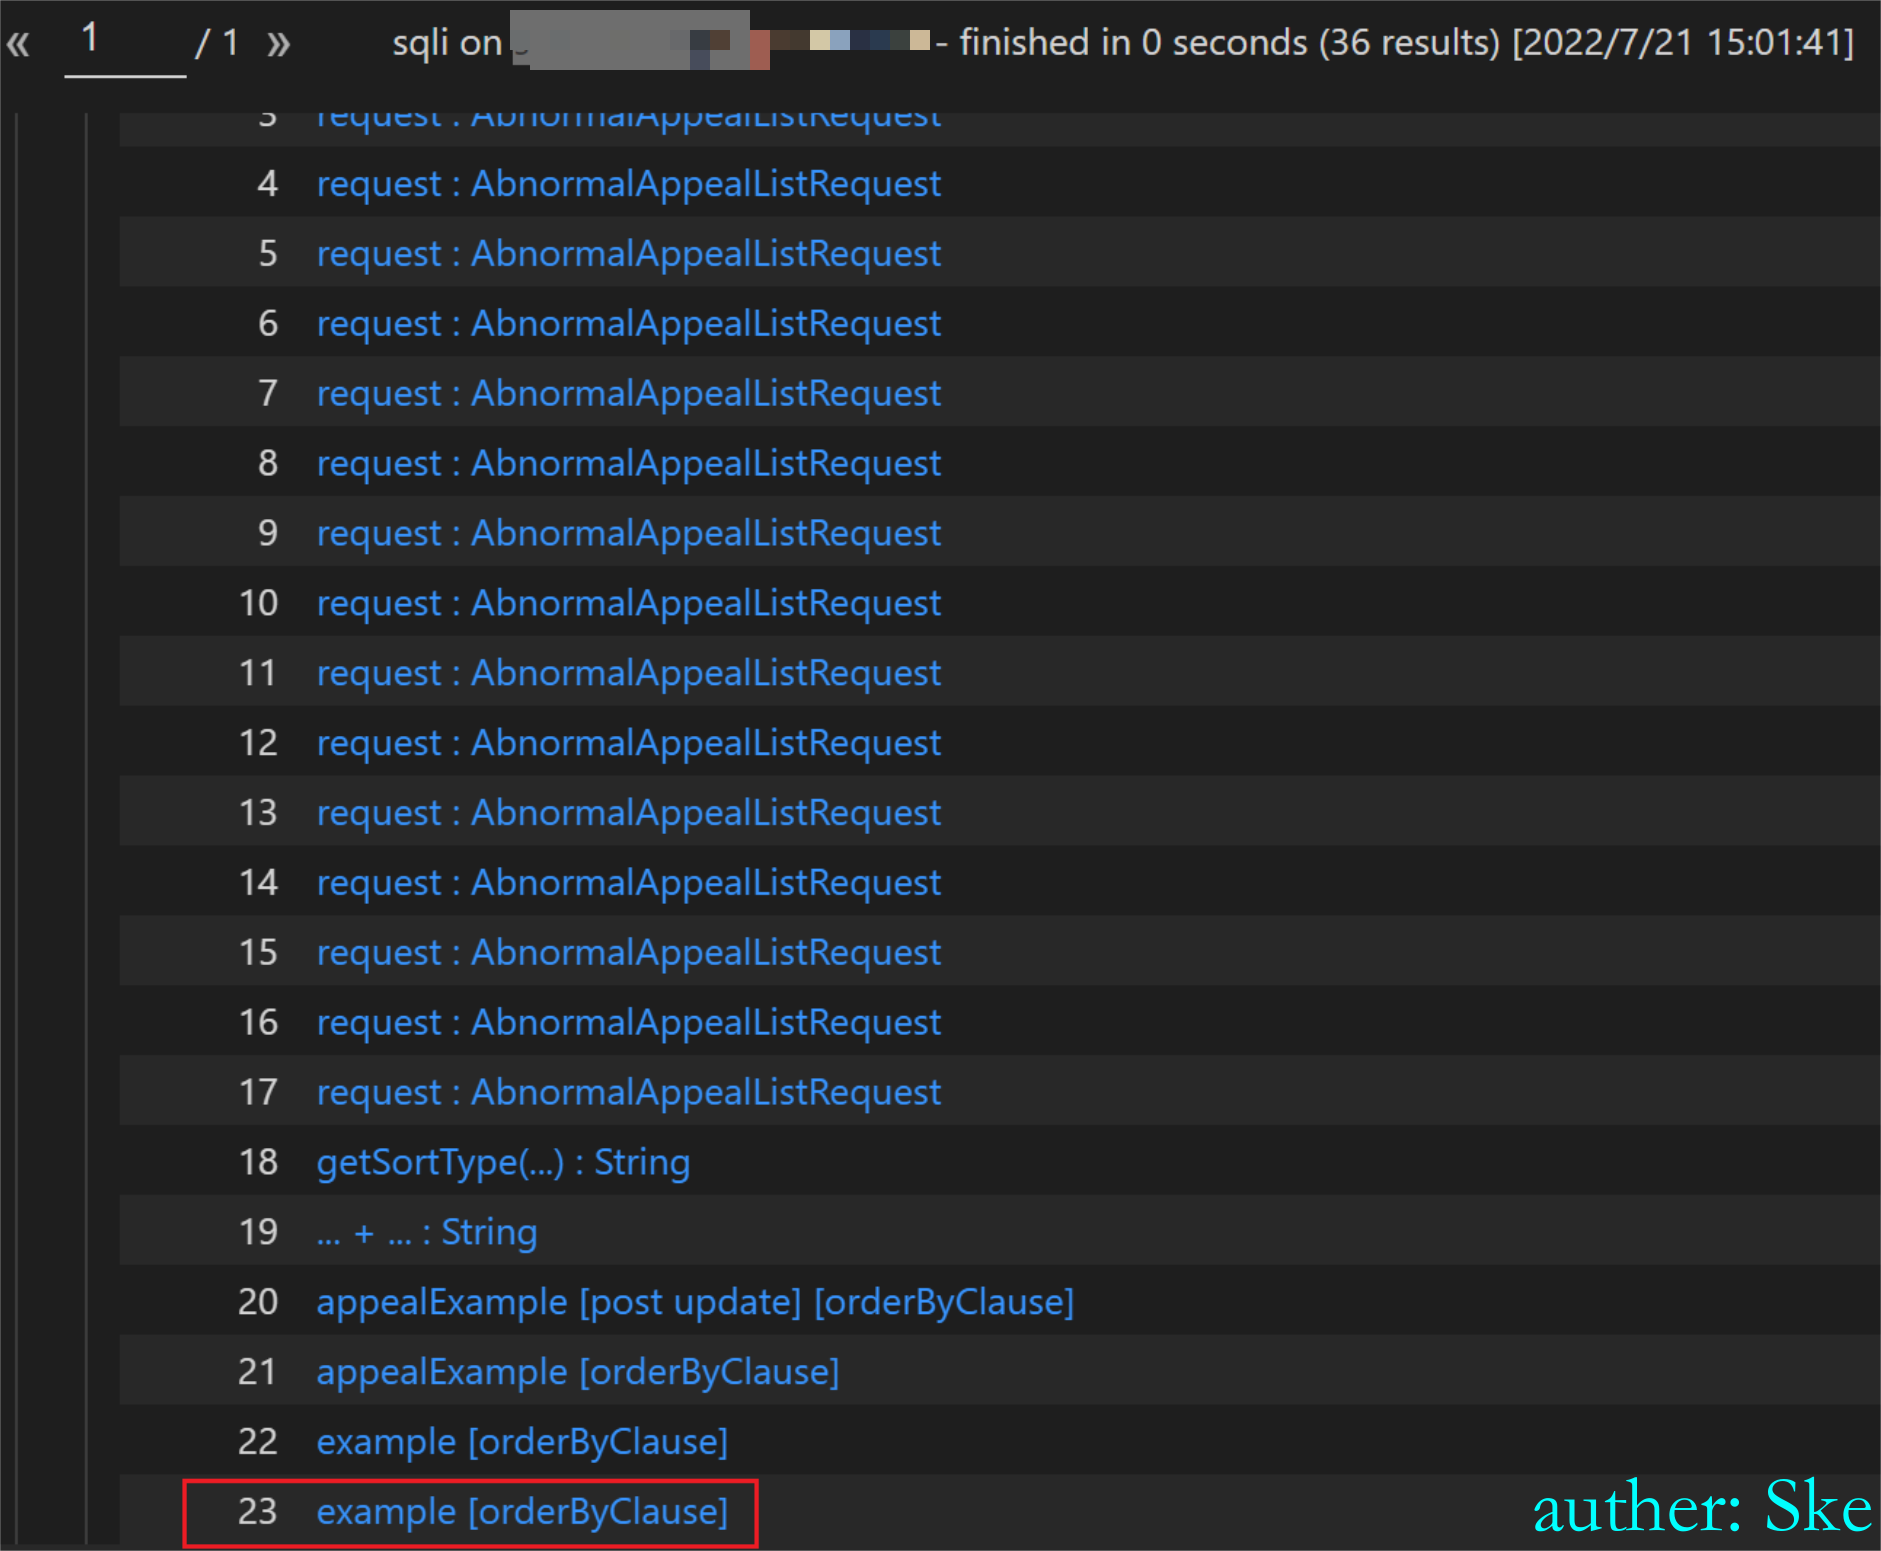 « 1 / 1 » sqli on - finished in 0 seconds (36 results) [2022/7/21 15:01:41]
3 request : AbnormalAppealListRequest
4 request : AbnormalAppealListRequest
5 request : AbnormalAppealListRequest
6 request : AbnormalAppealListRequest
7 request : AbnormalAppealListRequest
8 request : AbnormalAppealListRequest
9 request : AbnormalAppealListRequest
10 request : AbnormalAppealListRequest
11 request : AbnormalAppealListRequest
12 request : AbnormalAppealListRequest
13 request : AbnormalAppealListRequest
14 request : AbnormalAppealListRequest
15 request : AbnormalAppealListRequest
16 request : AbnormalAppealListRequest
17 request : AbnormalAppealListRequest
18 getSortType(...) : String
19 ... + ... : String
20 appealExample [post update] [orderByClause]
21 appealExample [orderByClause]
22 example [orderByClause]
23 example [orderByClause]
auther: Ske